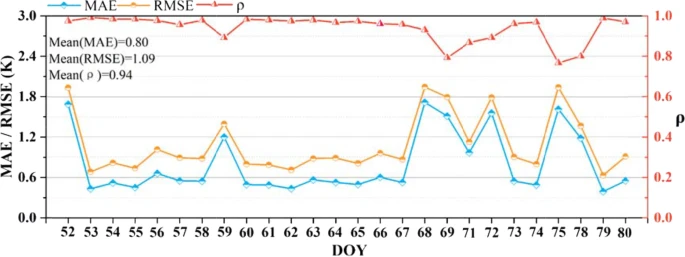 MAE RMSE ρ
3.0 1.0
Mean(MAE)=0.80
Mean(RMSE)=1.09
Mean(ρ)=0.94
2.4 0.8
1.8 0.6
1.2 0.4
0.6 0.2
0.0 0.0
MAE / RMSE (K)
ρ
52 53 54 55 56 57 58 59 60 61 62 63 64 65 66 67 68 69 71 72 73 74 75 78 79 80
DOY